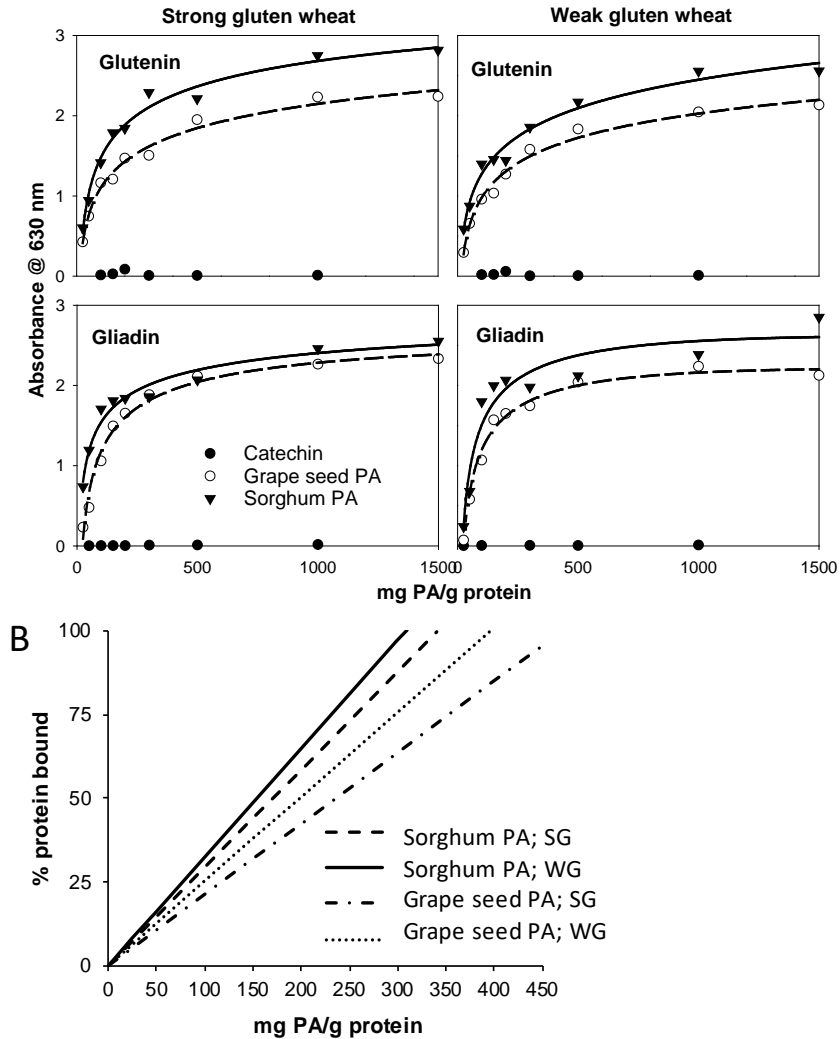 Strong gluten wheat
Weak gluten wheat
3
Glutenin
Glutenin
2
1
0
Absorbance @ 630 nm
3
Gliadin
Gliadin
2
1
Catechin
Grape seed PA
Sorghum PA
0
0 500 1000 1500
0 500 1000 1500
mg PA/g protein
B
100
75
50
25
0
% protein bound
Sorghum PA; SG
Sorghum PA; WG
Grape seed PA; SG
Grape seed PA; WG
0 50 100 150 200 250 300 350 400 450
mg PA/g protein